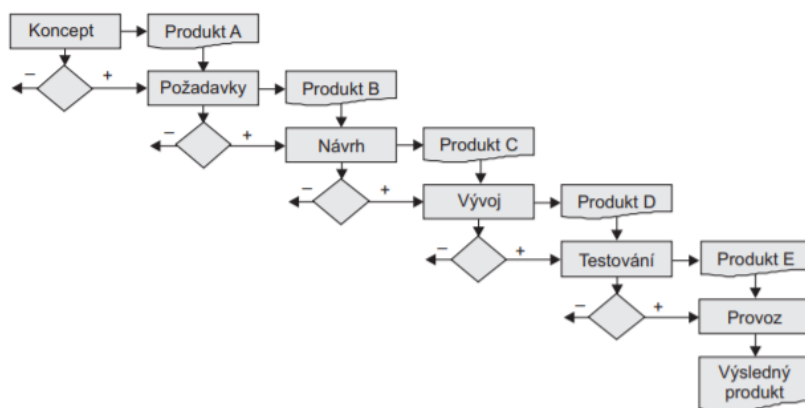 Koncept
Produkt A
–
+
Požadavky
Produkt B
–
+
Návrh
Produkt C
–
+
Vývoj
Produkt D
–
+
Testování
Produkt E
–
+
Provoz
Výsledný
produkt